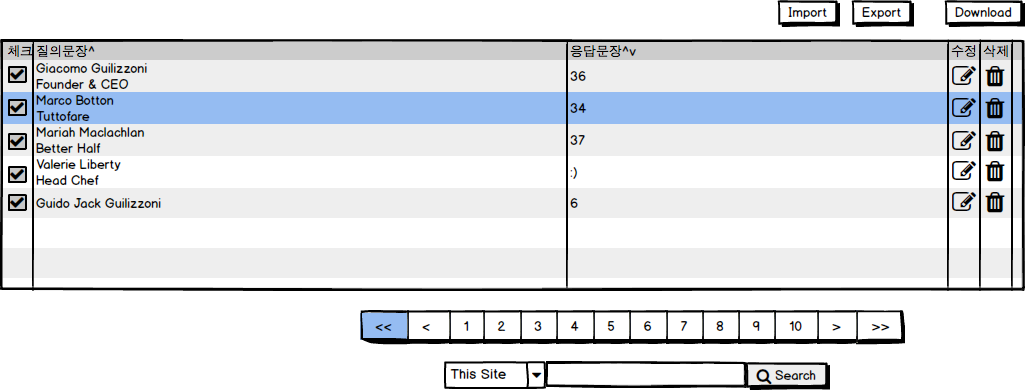 Import Export Download
체크 질의문장^ 응답문장^v 수정 삭제
Giacomo Guilizzoni
Founder & CEO
36
Marco Botton
Tuttofare
34
Mariah Maclachlan
Better Half
37
Valerie Liberty
Head Chef
:)
Guido Jack Guilizzoni 6
<< < 1 2 3 4 5 6 7 8 9 10 > >>
This Site Search